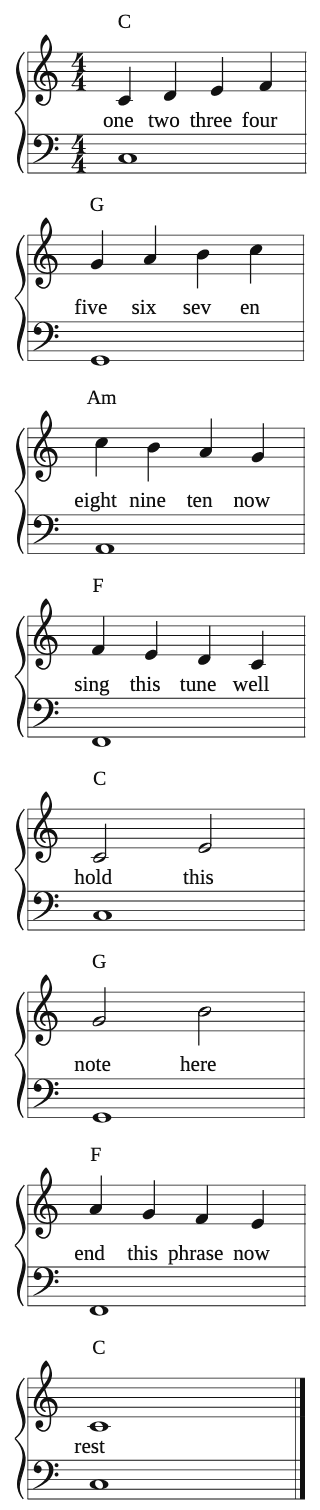 C
one two three four
G
five six sev en
Am
eight nine ten now
F
sing this tune well
C
hold this
G
note here
F
end this phrase now
C
rest